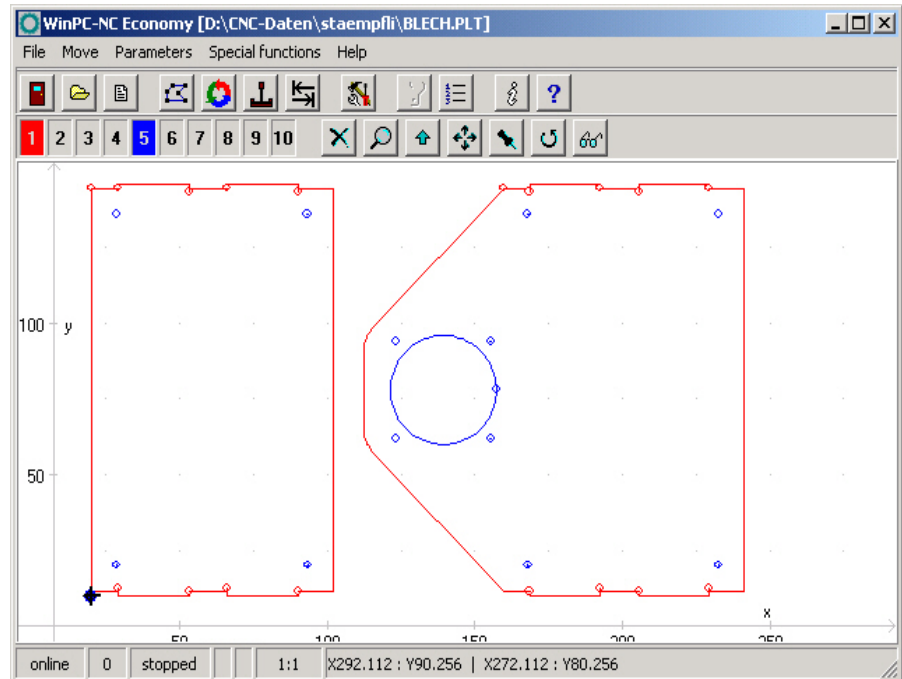 WinPC-NC Economy [D:\CNC-Daten\staempfli\BLECH.PLT]
File Move Parameters Special functions Help
1 2 3 4 5 6 7 8 9 10
100 y
50
x
50 100 150 200 250
online 0 stopped 1:1 X292.112 : Y90.256 | X272.112 : Y80.256